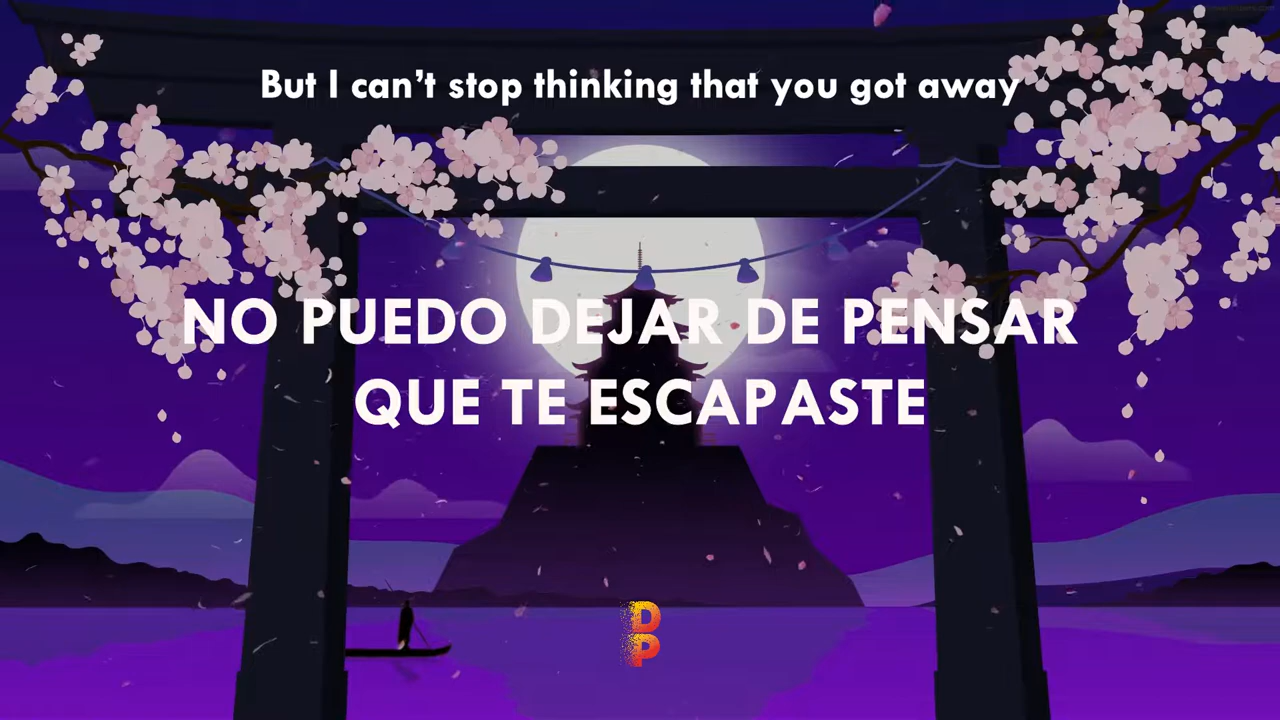 But I can't stop thinking that you got away
NO PUEDO DEJAR DE PENSAR
QUE TE ESCAPASTE
D
P